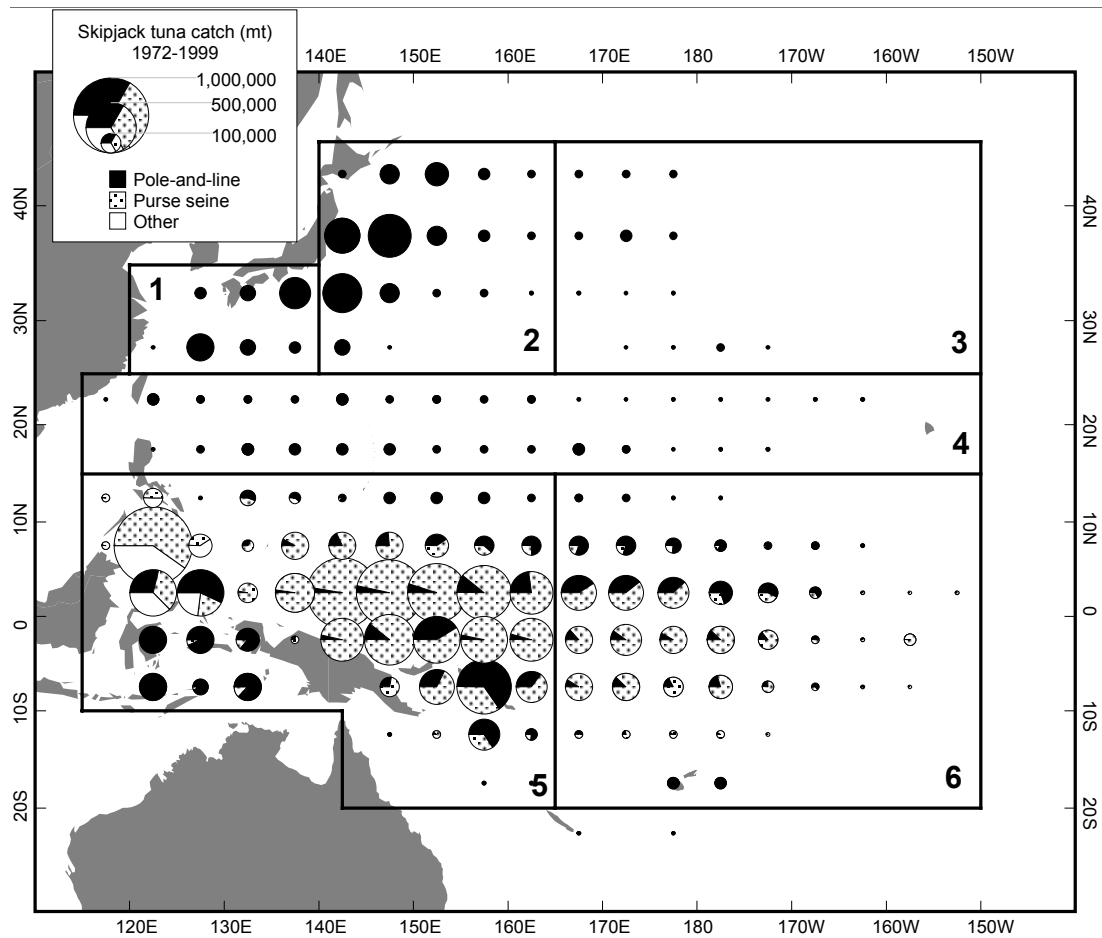 Skipjack tuna catch (mt)
1972-1999
1,000,000
500,000
100,000
Pole-and-line
Purse seine
Other
140E 150E 160E 170E 180 170W 160W 150W
40N 40N
30N 30N
20N 20N
10N 10N
0 0
10S 10S
20S 20S
1
2
3
4
5
6
120E 130E 140E 150E 160E 170E 180 170W 160W 150W